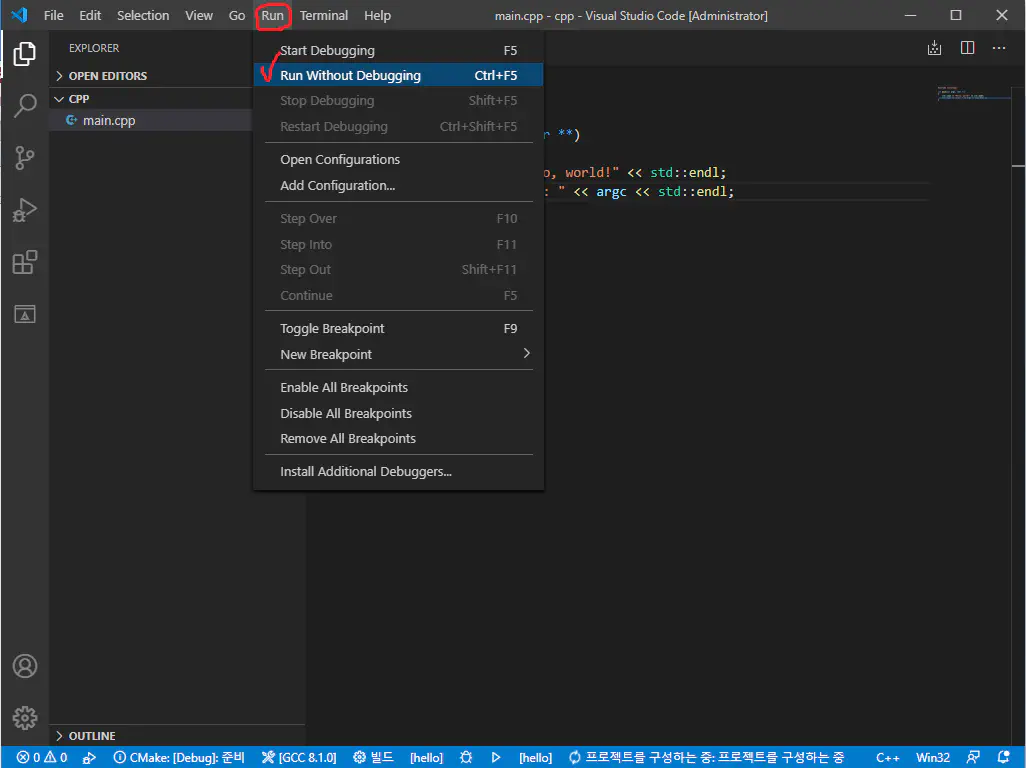 File Edit Selection View Go Run Terminal Help main.cpp - cpp - Visual Studio Code [Administrator]
EXPLORER
OPEN EDITORS
CPP
main.cpp
Start Debugging F5
Run Without Debugging Ctrl+F5
Stop Debugging Shift+F5
Restart Debugging Ctrl+Shift+F5
Open Configurations
Add Configuration...
Step Over F10
Step Into F11
Step Out Shift+F11
Continue F5
Toggle Breakpoint F9
New Breakpoint
Enable All Breakpoints
Disable All Breakpoints
Remove All Breakpoints
Install Additional Debuggers...
r **)
o, world!" << std::endl;
: " << argc << std::endl;
OUTLINE
0 0 CMake: [Debug]: 준비 [GCC 8.1.0] 빌드 [hello] [hello] 프로젝트를 구성하는 중: 프로젝트를 구성하는 중 C++ Win32